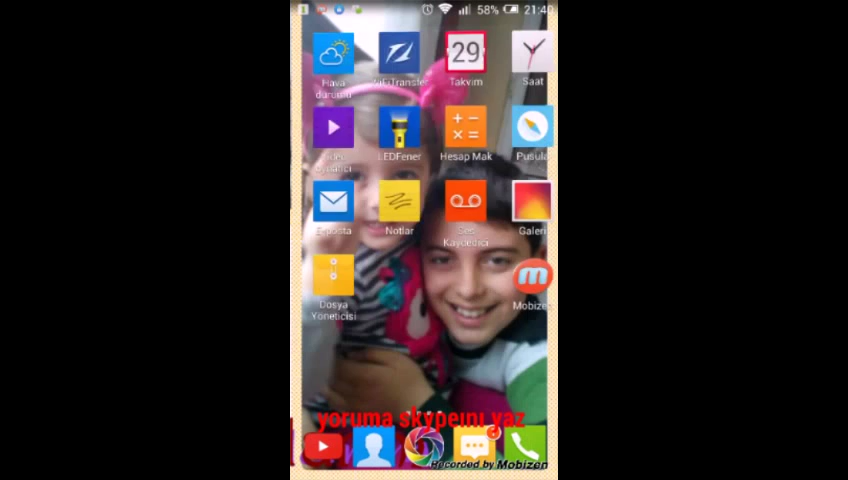 58% 21:40
Hava durumu
Takvim
29
Saat
LEDFener
Hesap Mak
Pusula
E-posta
Notlar
Ses Kaydedici
Galeri
Dosya Yöneticisi
Mobizen
yoruma skypeını yaz
Recorded by Mobizen